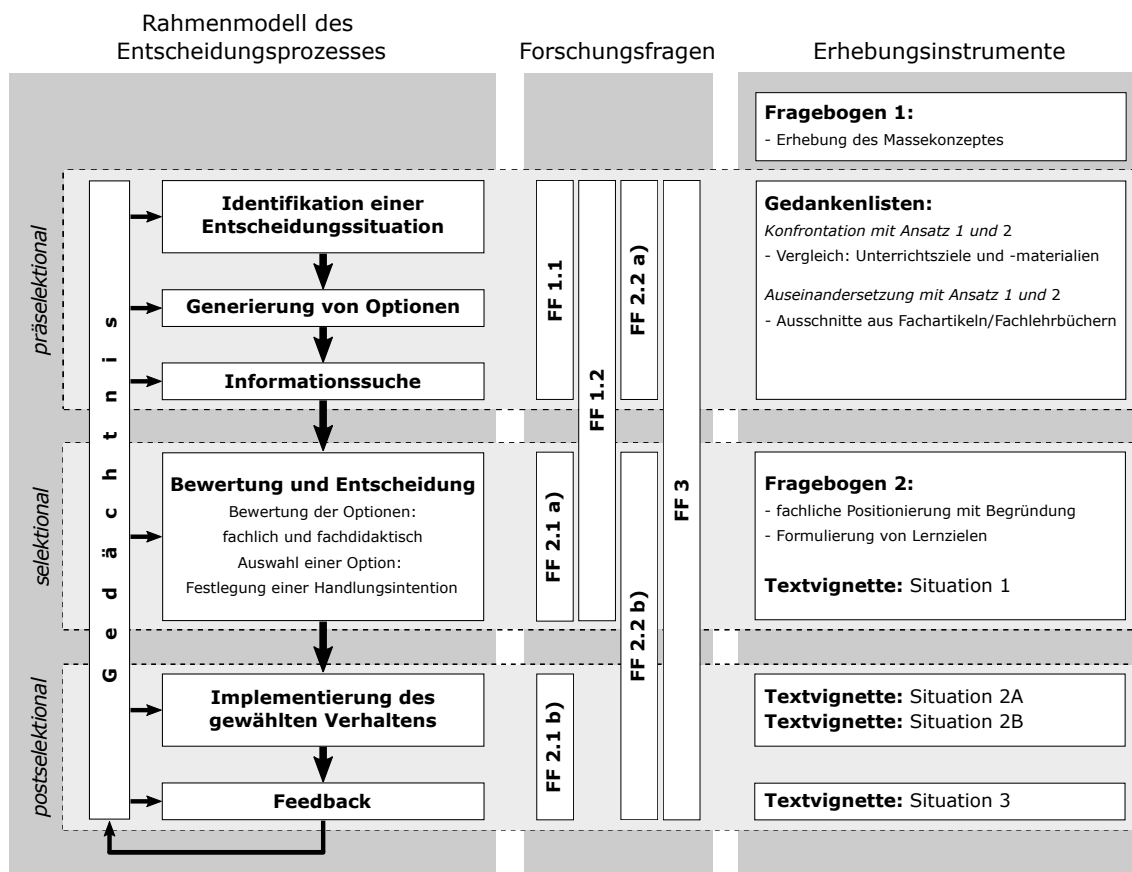 Rahmenmodell des
Entscheidungsprozesses
Forschungsfragen
Erhebungsinstrumente
Fragebogen 1:
- Erhebung des Massekonzeptes
präselektional
Gedächtnis
Identifikation einer
Entscheidungssituation
Generierung von Optionen
Informationssuche
FF 1.1
FF 1.2
FF 2.2 a)
FF 3
Gedankenlisten:
Konfrontation mit Ansatz 1 und 2
- Vergleich: Unterrichtsziele und -materialien
Auseinandersetzung mit Ansatz 1 und 2
- Ausschnitte aus Fachartikeln/Fachlehrbüchern
selektional
Bewertung und Entscheidung
Bewertung der Optionen:
fachlich und fachdidaktisch
Auswahl einer Option:
Festlegung einer Handlungsintention
FF 2.1 a)
FF 2.2 b)
Fragebogen 2:
- fachliche Positionierung mit Begründung
- Formulierung von Lernzielen
Textvignette: Situation 1
postselektional
Implementierung des
gewählten Verhaltens
Feedback
FF 2.1 b)
Textvignette: Situation 2A
Textvignette: Situation 2B
Textvignette: Situation 3